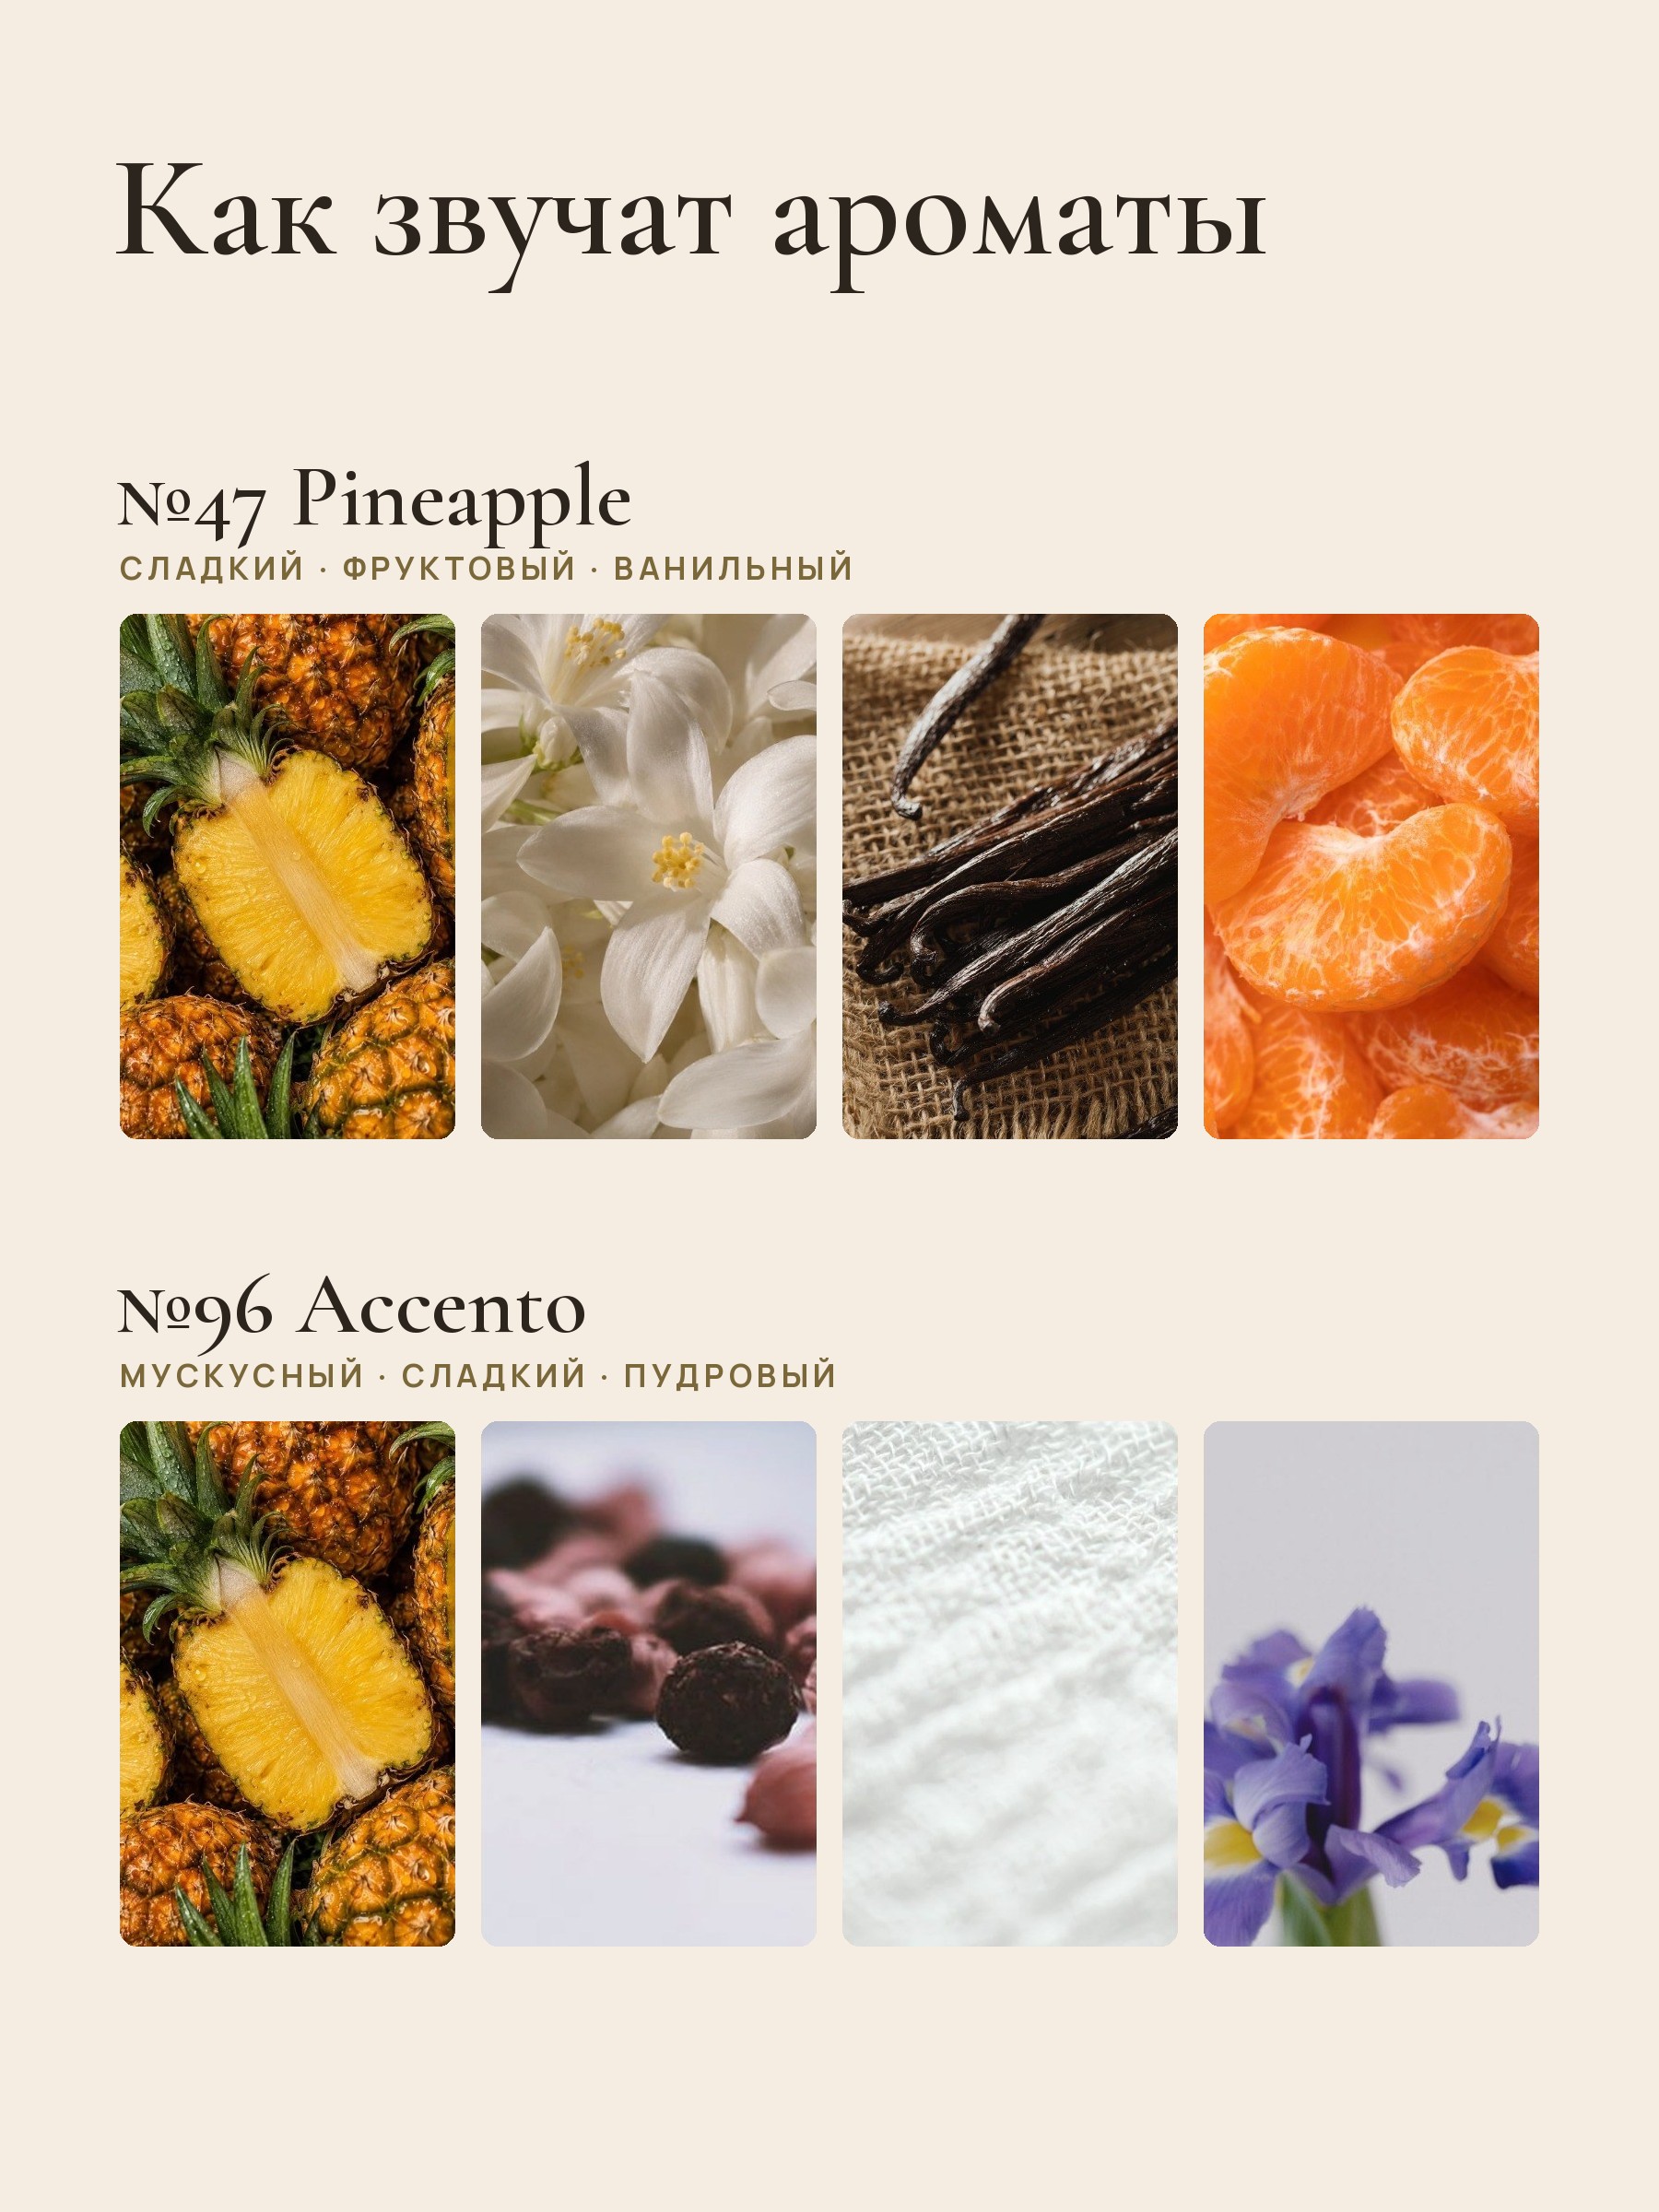 Как звучат ароматы
№47 Pineapple
СЛАДКИЙ · ФРУКТОВЫЙ · ВАНИЛЬНЫЙ
№96 Accento
МУСКУСНЫЙ · СЛАДКИЙ · ПУДРОВЫЙ